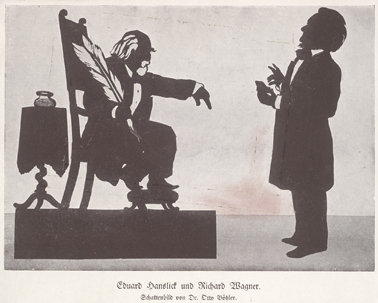 Eduard Hanslick und Richard Wagner.
Schattenbild von Dr. Otto Böhler.